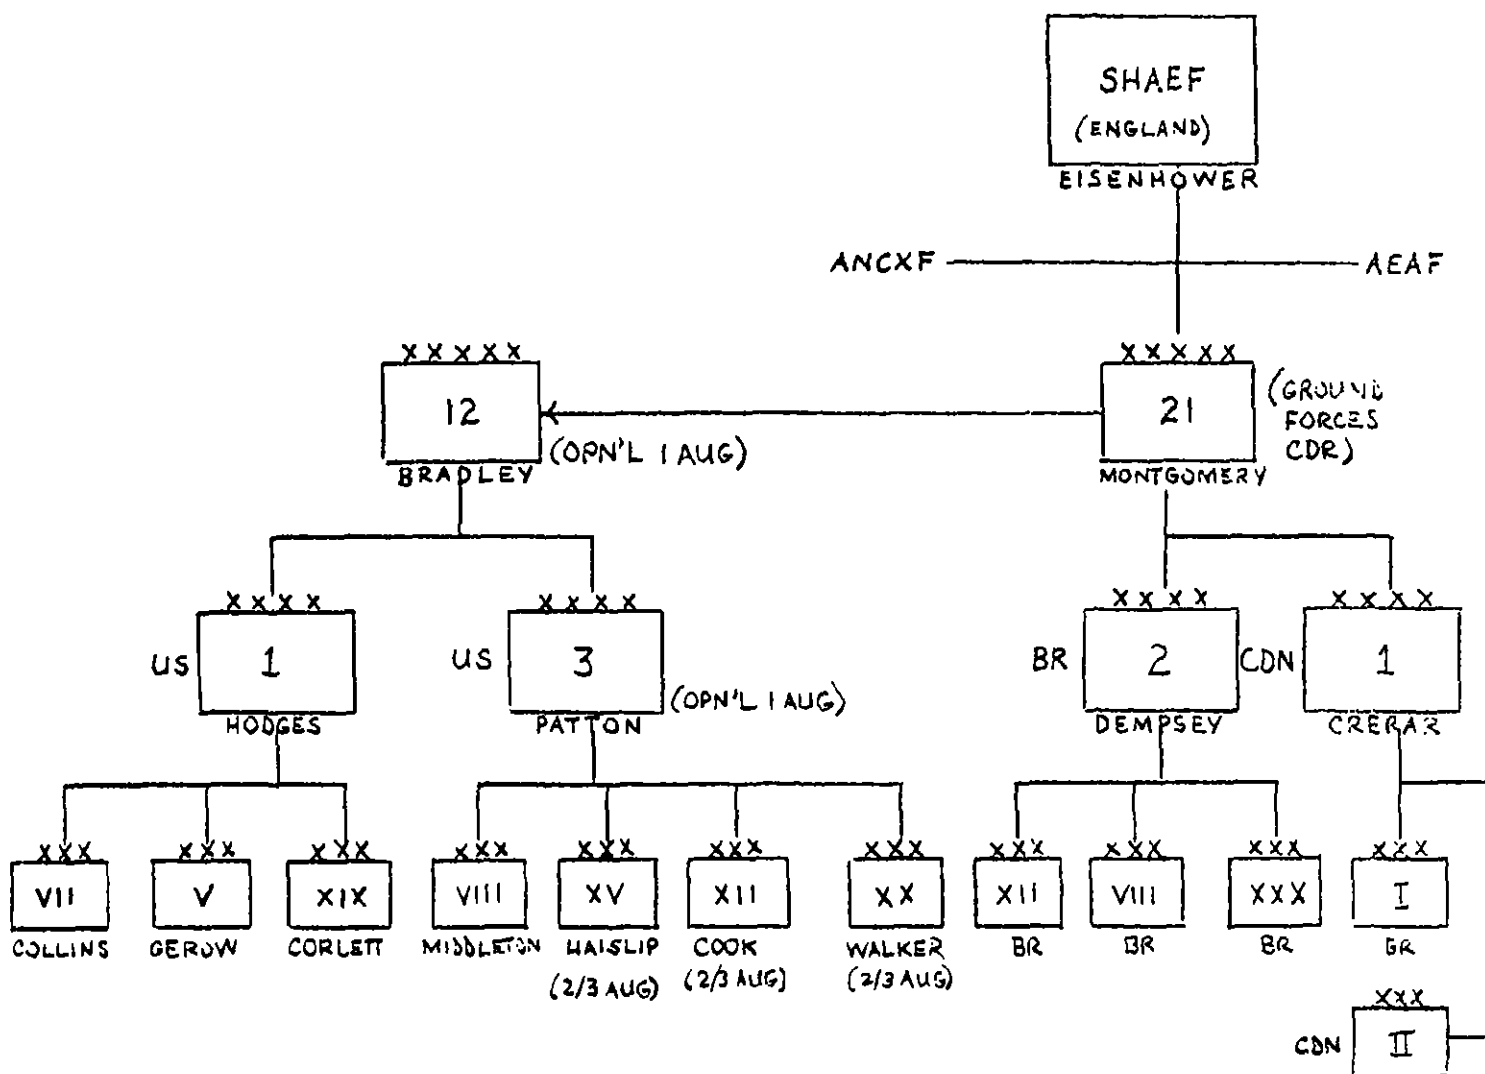 SHAEF
(ENGLAND)
EISENHOWER
ANCXF
AEAF
XXXXX
12
(OPN'L 1 AUG)
BRADLEY
XXXXX
21
(GROUND
FORCES
CDR)
MONTGOMERY
XXXX
US 1
HODGES
XXXX
US 3
(OPN'L 1 AUG)
PATTON
XXXX
BR 2
DEMPSEY
XXXX
CDN 1
CRERAR
XXX
VII
COLLINS
XXX
V
GEROW
XXX
XIX
CORLETT
XXX
VIII
MIDDLETON
XXX
XV
HAISLIP
(2/3 AUG)
XXX
XII
COOK
(2/3 AUG)
XXX
XX
WALKER
(2/3 AUG)
XXX
XII
BR
XXX
VIII
BR
XXX
XXX
BR
XXX
I
BR
XXX
CDN II